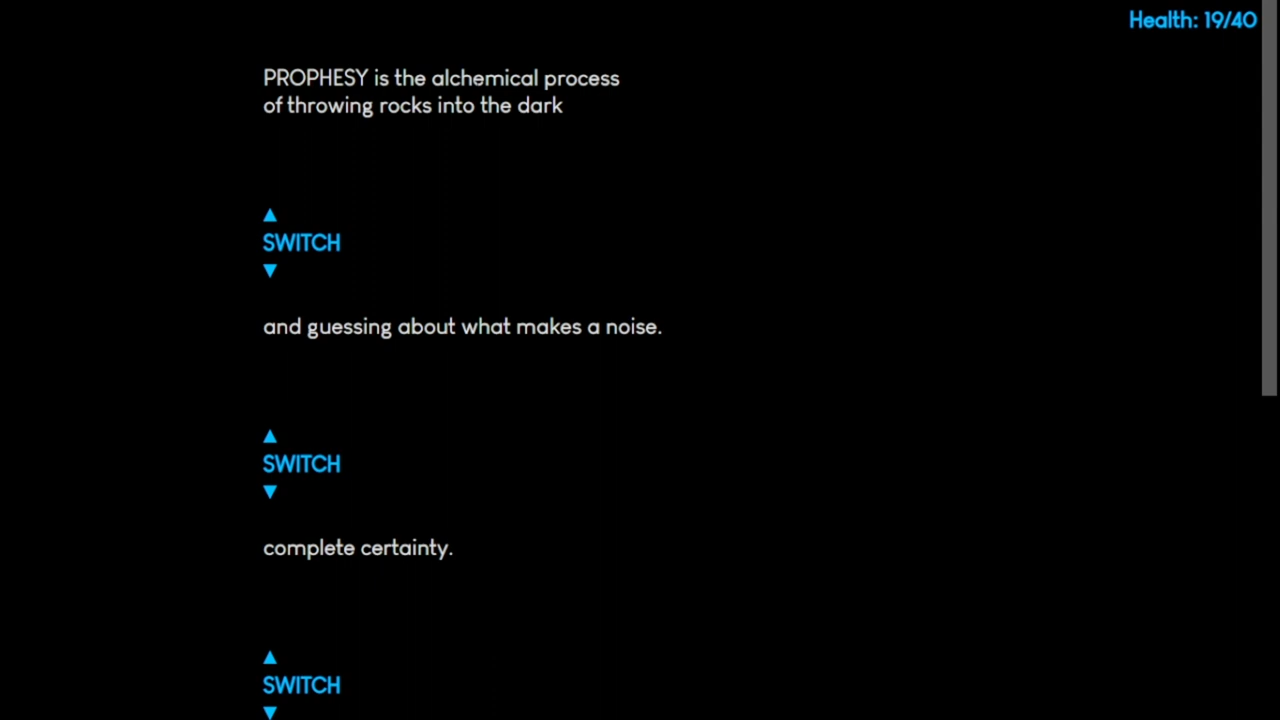 Health: 19/40
PROPHESY is the alchemical process
of throwing rocks into the dark
▲
SWITCH
▼
and guessing about what makes a noise.
▲
SWITCH
▼
complete certainty.
▲
SWITCH
▼